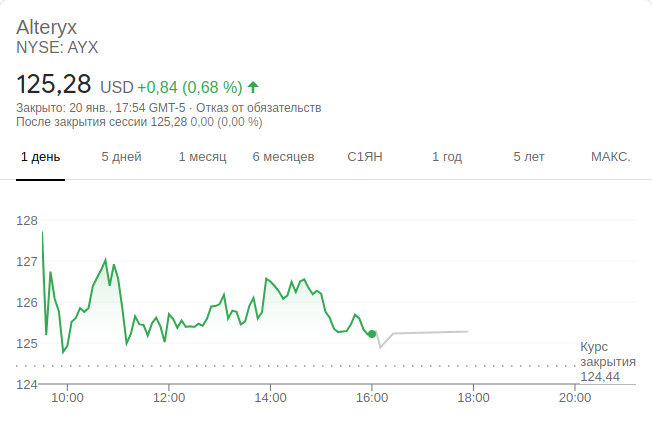 Alteryx
NYSE: AYX
125,28 USD +0,84 (0,68 %)
Закрыто: 20 янв., 17:54 GMT-5 · Отказ от обязательств
После закрытия сессии 125,28 0,00 (0,00 %)
1 день 5 дней 1 месяц 6 месяцев С1ЯН 1 год 5 лет МАКС.
128
127
126
125
Курс
закрытия
124,44
124
10:00 12:00 14:00 16:00 18:00 20:00